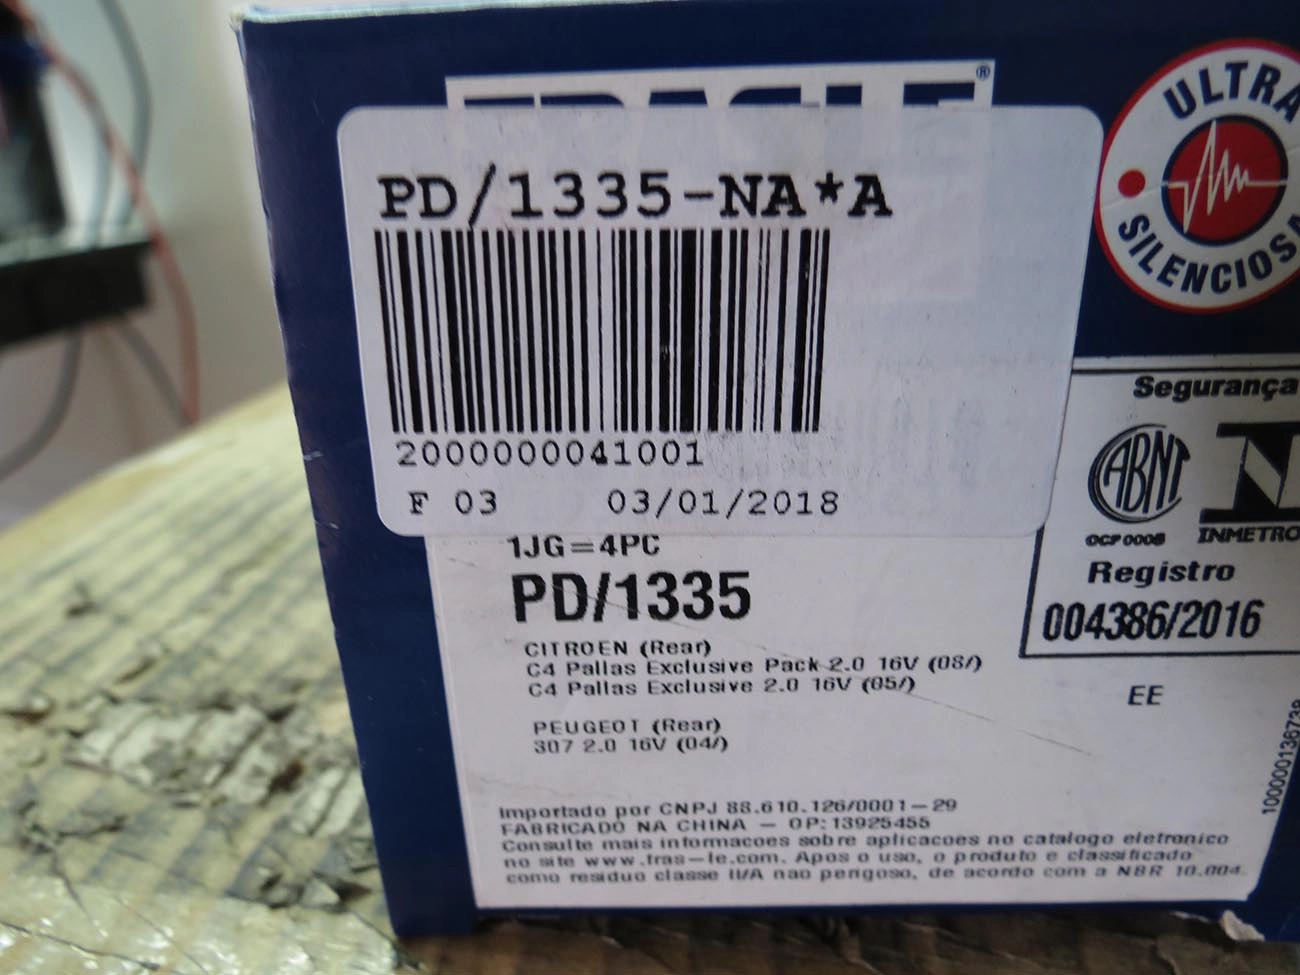 ®
PD/1335-NA*A
2000000041001
F 03 03/01/2018
1JG=4PC
PD/1335
CITROEN (Rear)
C4 Pallas Exclusive Pack 2.0 16V (08/)
C4 Pallas Exclusive 2.0 16V (05/)
PEUGEOT (Rear)
307 2.0 16V (04/)
Importado por CNPJ 88.610.126/0001-29
FABRICADO NA CHINA - OP:13925455
Consulte mais informacoes sobre aplicacoes no catalogo eletronico
no site www.fras-le.com. Apos o uso, o produto e classificado
como residuo classe II/A nao perigoso, de acordo com a NBR 10.004.
ULTRA
SILENCIOSA
Segurança
ABNT
OCP 0008
INMETRO
Registro
004386/2016
EE